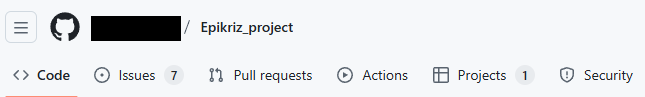 / Epikriz_project
Code Issues 7 Pull requests Actions Projects 1 Security